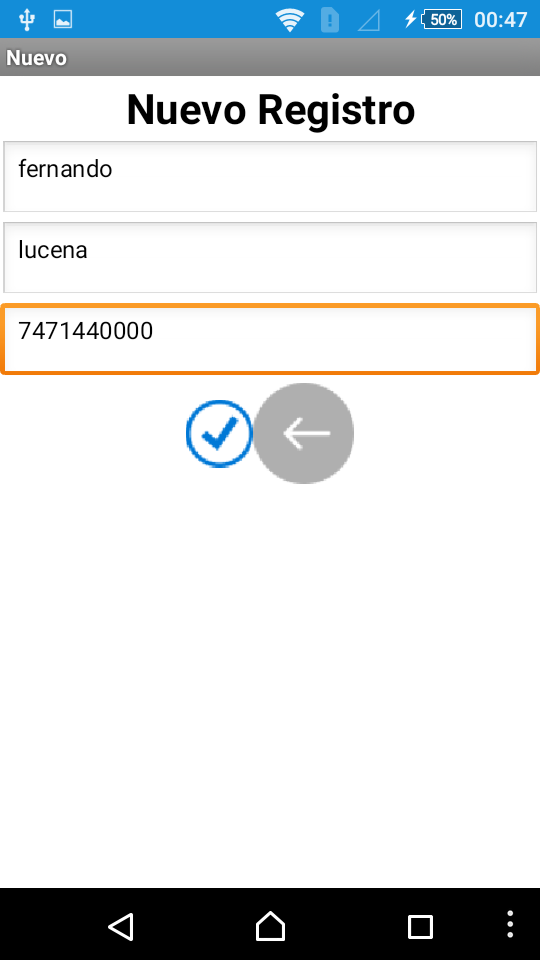 50% 00:47
Nuevo
Nuevo Registro
fernando
lucena
7471440000